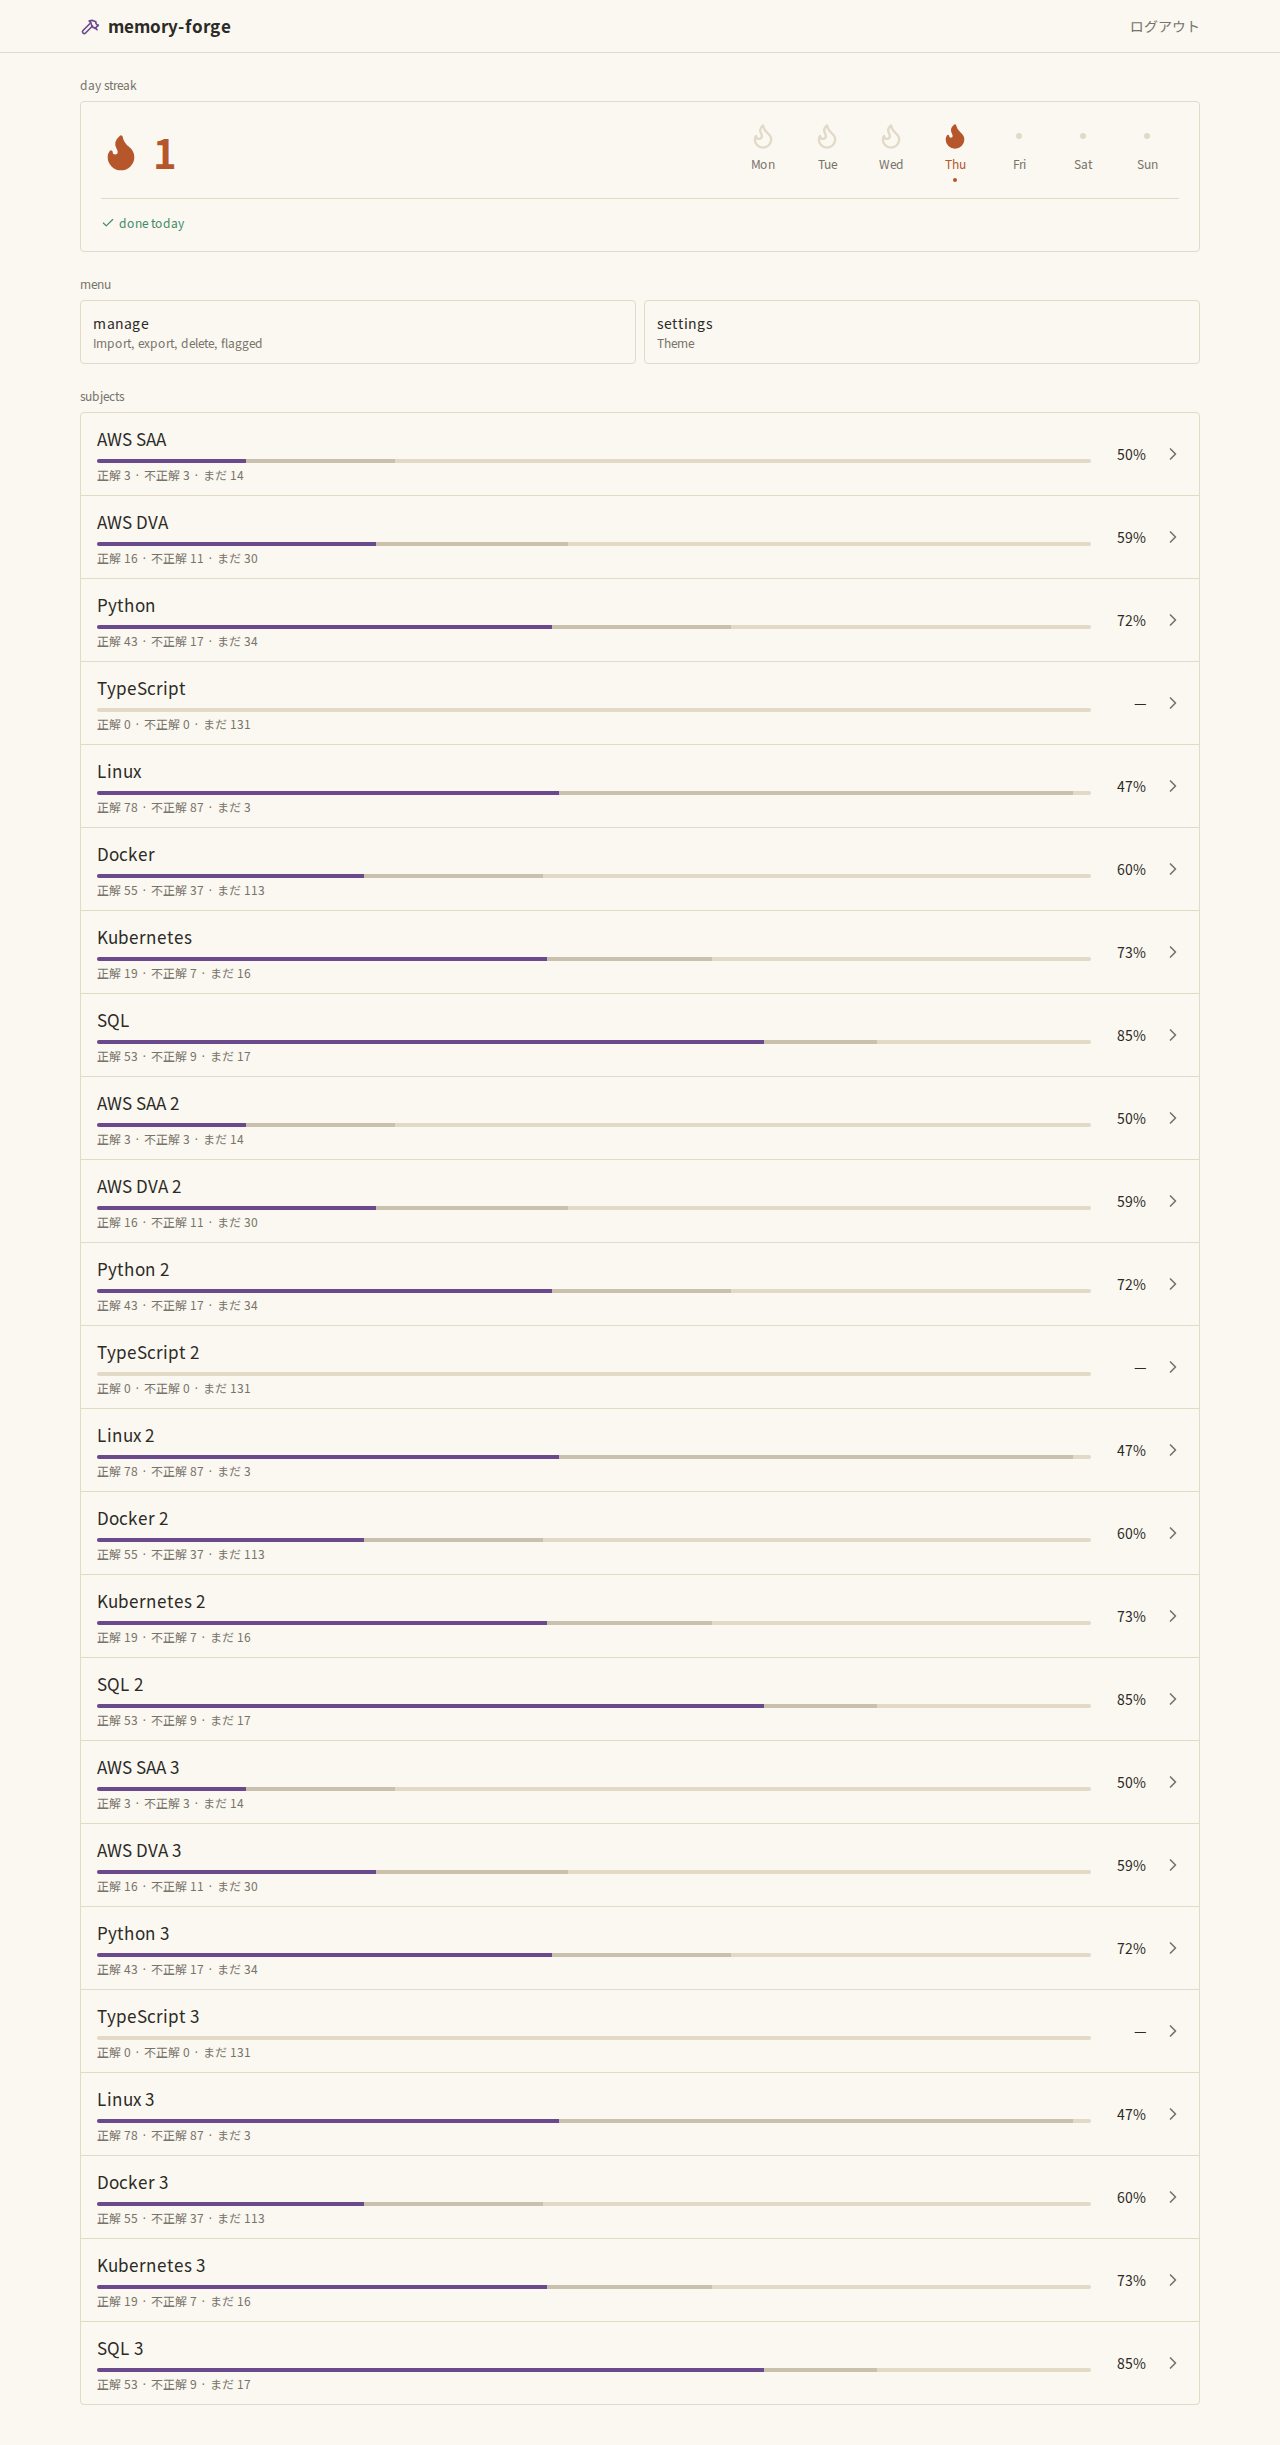 memory-forge
ログアウト
day streak
1
Mon Tue Wed Thu Fri Sat Sun
done today
menu
manage
Import, export, delete, flagged
settings
Theme
subjects
AWS SAA
50%
正解 3 · 不正解 3 · まだ 14
AWS DVA
59%
正解 16 · 不正解 11 · まだ 30
Python
72%
正解 43 · 不正解 17 · まだ 34
TypeScript
—
正解 0 · 不正解 0 · まだ 131
Linux
47%
正解 78 · 不正解 87 · まだ 3
Docker
60%
正解 55 · 不正解 37 · まだ 113
Kubernetes
73%
正解 19 · 不正解 7 · まだ 16
SQL
85%
正解 53 · 不正解 9 · まだ 17
AWS SAA 2
50%
正解 3 · 不正解 3 · まだ 14
AWS DVA 2
59%
正解 16 · 不正解 11 · まだ 30
Python 2
72%
正解 43 · 不正解 17 · まだ 34
TypeScript 2
—
正解 0 · 不正解 0 · まだ 131
Linux 2
47%
正解 78 · 不正解 87 · まだ 3
Docker 2
60%
正解 55 · 不正解 37 · まだ 113
Kubernetes 2
73%
正解 19 · 不正解 7 · まだ 16
SQL 2
85%
正解 53 · 不正解 9 · まだ 17
AWS SAA 3
50%
正解 3 · 不正解 3 · まだ 14
AWS DVA 3
59%
正解 16 · 不正解 11 · まだ 30
Python 3
72%
正解 43 · 不正解 17 · まだ 34
TypeScript 3
—
正解 0 · 不正解 0 · まだ 131
Linux 3
47%
正解 78 · 不正解 87 · まだ 3
Docker 3
60%
正解 55 · 不正解 37 · まだ 113
Kubernetes 3
73%
正解 19 · 不正解 7 · まだ 16
SQL 3
85%
正解 53 · 不正解 9 · まだ 17